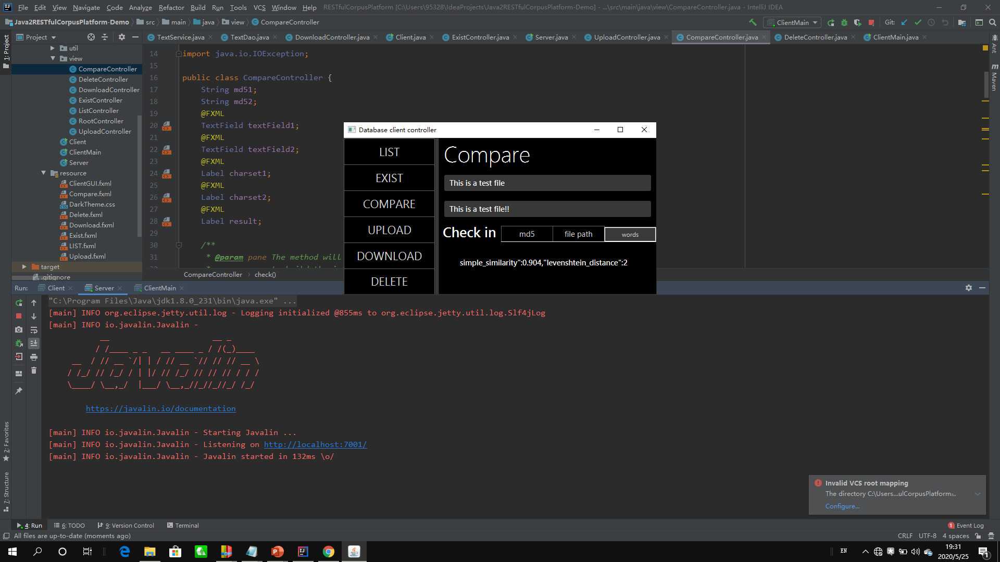 File Edit View Navigate Code Analyze Refactor Build Run Tools VCS Window Help RESTfulCorpusPlatform [C:\Users\95328\IdeaProjects\Java2RESTfulCorpusPlatform-Demo] - ...\src\main\java\view\CompareController.java - IntelliJ IDEA
Java2RESTfulCorpusPlatform-Demo src main java view CompareController
ClientMain Git:
1: Project
Project
TextService.java TextDao.java DownloadController.java Client.java ExistController.java Server.java UploadController.java CompareController.java DeleteController.java ClientMain.java
Ant
Maven
util
view
CompareController
DeleteController
DownloadController
ExistController
ListController
RootController
UploadController
Client
ClientMain
Server
resource
ClientGUI.fxml
Compare.fxml
DarkTheme.css
Delete.fxml
Download.fxml
Exist.fxml
LIST.fxml
Upload.fxml
target
.gitignore
14 import java.io.IOException;
15
16 public class CompareController {
17 String md51;
18 String md52;
19 @FXML
20 TextField textField1;
21 @FXML
22 TextField textField2;
23 @FXML
24 Label charset1;
25 @FXML
26 Label charset2;
27 @FXML
28 Label result;
29
30 /**
31 * @param pane The method will
CompareController check()
Database client controller
LIST
EXIST
COMPARE
UPLOAD
DOWNLOAD
DELETE
Compare
This is a test file
This is a test file!!
Check in md5 file path words
simple_similarity":0.904,"levenshtein_distance":2
Run: Client Server ClientMain
"C:\Program Files\Java\jdk1.8.0_231\bin\java.exe" ...
[main] INFO org.eclipse.jetty.util.log - Logging initialized @855ms to org.eclipse.jetty.util.log.Slf4jLog
[main] INFO io.javalin.Javalin -
Javalin
https://javalin.io/documentation
[main] INFO io.javalin.Javalin - Starting Javalin ...
[main] INFO io.javalin.Javalin - Listening on http://localhost:7001/
[main] INFO io.javalin.Javalin - Javalin started in 132ms \o/
2: Favorites
7: Structure
Invalid VCS root mapping
The directory C:\Users...ulCorpusPlatform-..
Configure...
4: Run 6: TODO 9: Version Control Terminal 1 Event Log
All files are up-to-date (moments ago) CRLF UTF-8 4 spaces
EN
19:31
2020/5/25
1